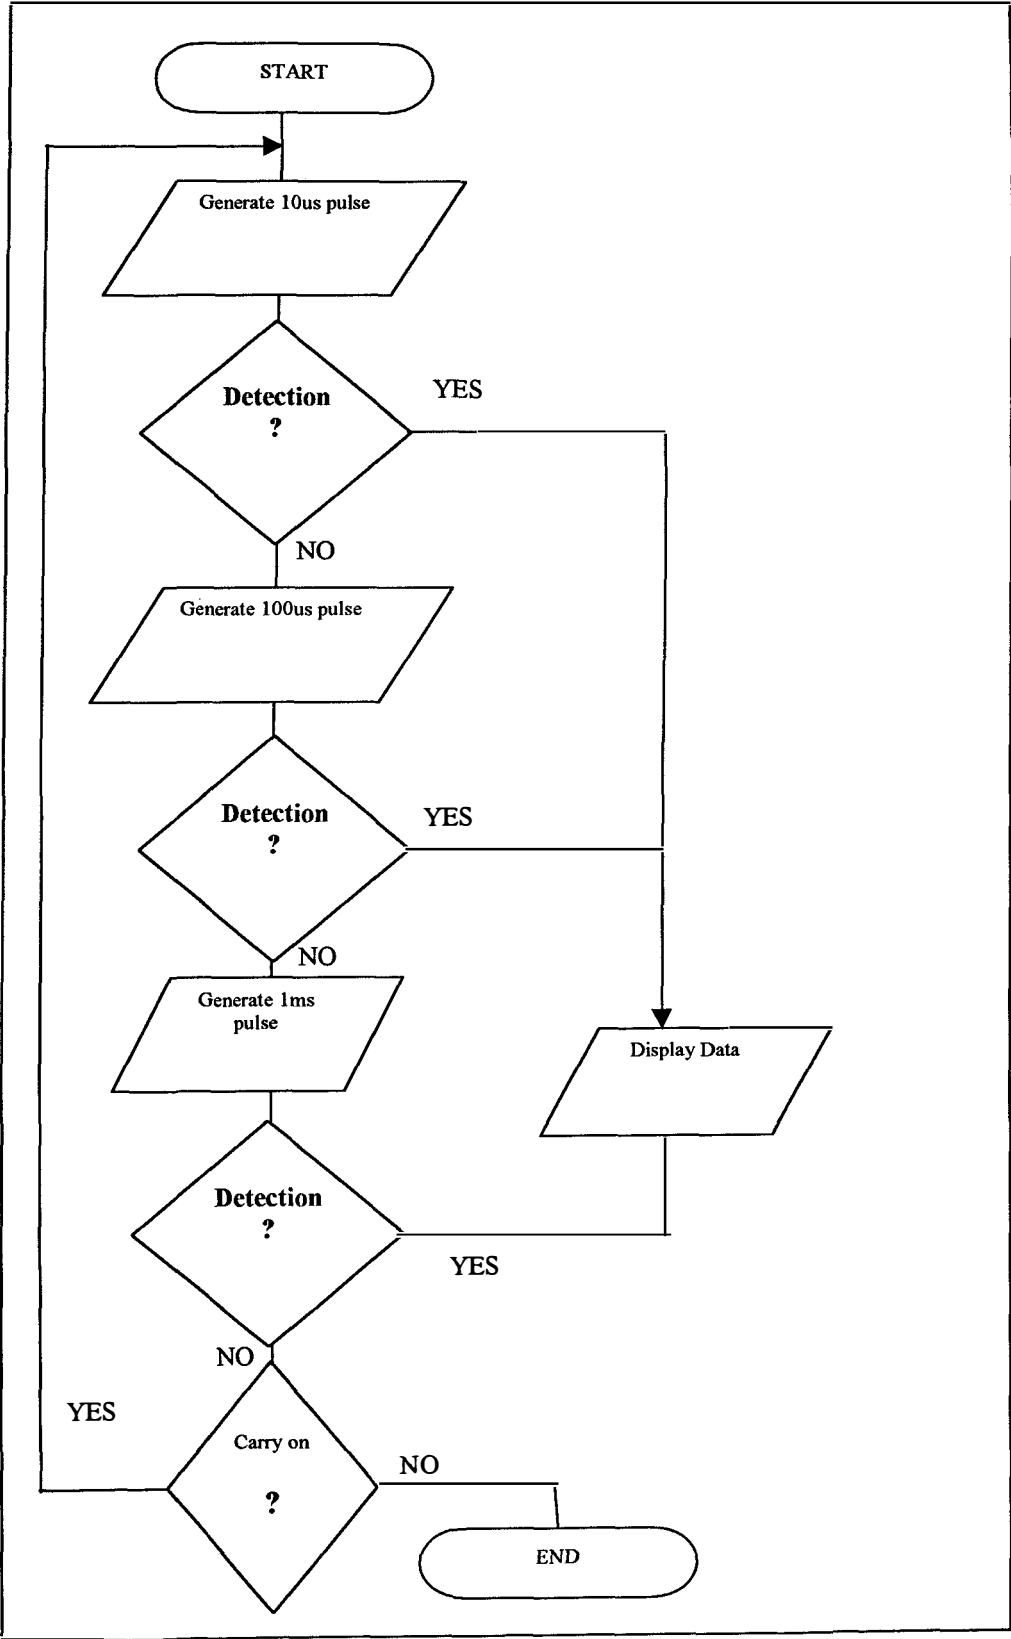 START
Generate 10us pulse
Detection
?
YES
NO
Generate 100us pulse
Detection
?
YES
NO
Generate 1ms
pulse
Display Data
Detection
?
YES
NO
YES
Carry on
?
NO
END